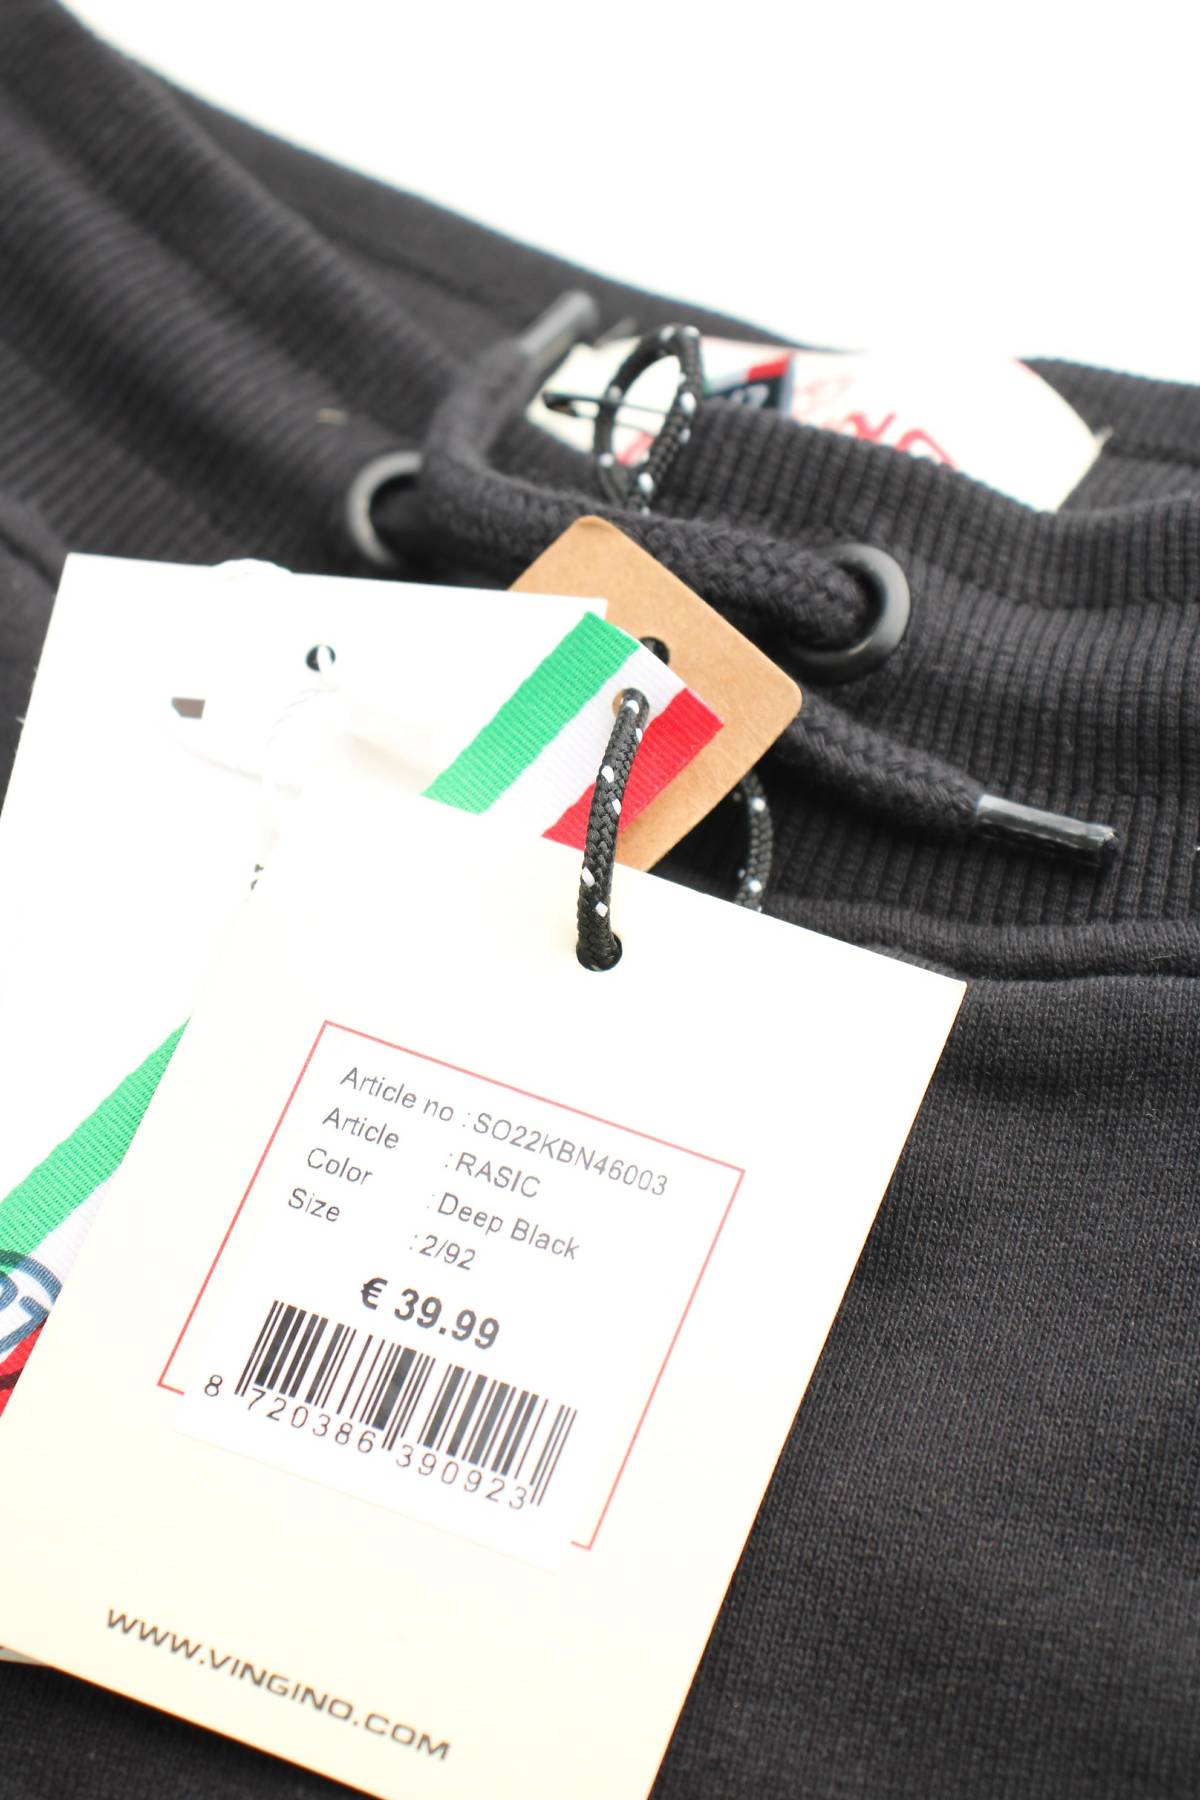 Article no : SO22KBN46003
Article : RASIC
Color : Deep Black
Size : 2/92
€ 39.99
8 720386 390923
WWW.VINGINO.COM